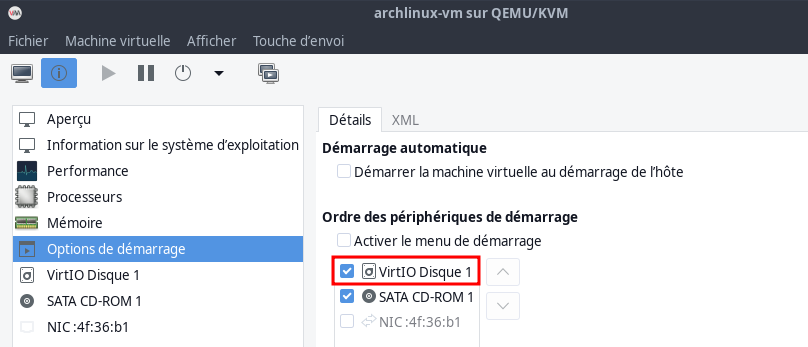 archlinux-vm sur QEMU/KVM
Fichier Machine virtuelle Afficher Touche d'envoi
Aperçu
Information sur le système d'exploitation
Performance
Processeurs
Mémoire
Options de démarrage
VirtIO Disque 1
SATA CD-ROM 1
NIC :4f:36:b1
Détails XML
Démarrage automatique
Démarrer la machine virtuelle au démarrage de l'hôte
Ordre des périphériques de démarrage
Activer le menu de démarrage
VirtIO Disque 1
SATA CD-ROM 1
NIC :4f:36:b1